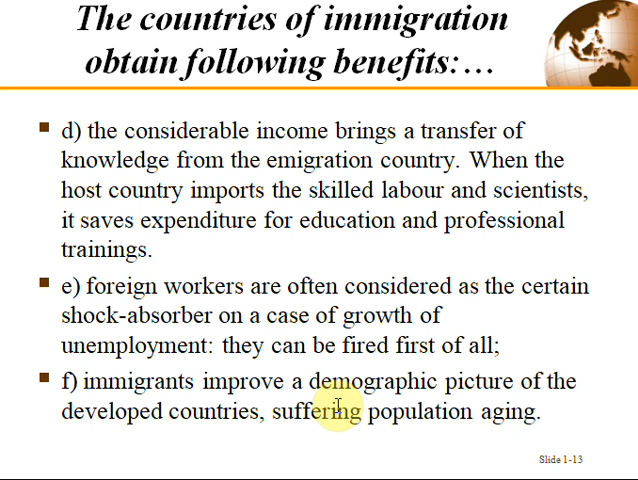 The countries of immigration
obtain following benefits:…
d) the considerable income brings a transfer of
knowledge from the emigration country. When the
host country imports the skilled labour and scientists,
it saves expenditure for education and professional
trainings.
e) foreign workers are often considered as the certain
shock-absorber on a case of growth of
unemployment: they can be fired first of all;
f) immigrants improve a demographic picture of the
developed countries, suffering population aging.
Slide 1-13